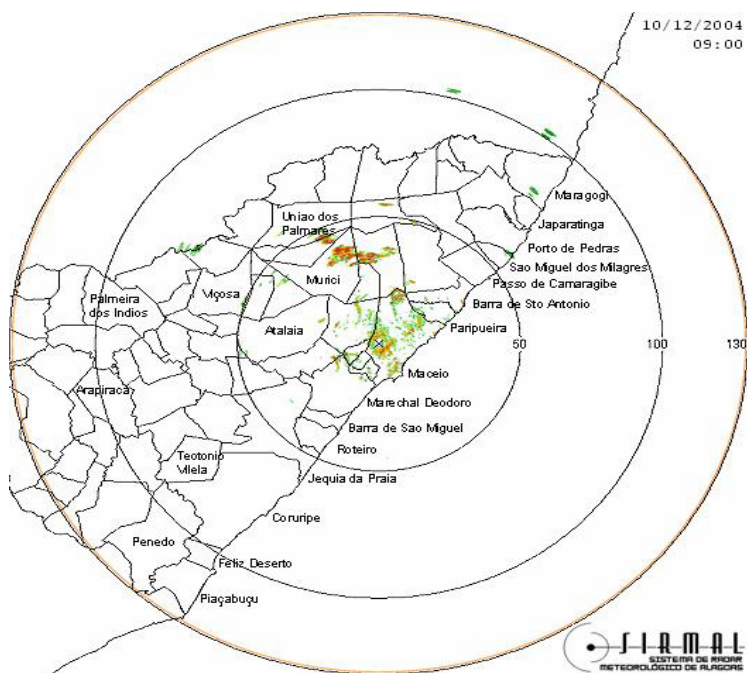 10/12/2004
09:00
Maragogi
Uniao dos
Palmares
Japaratinga
Porto de Pedras
Sao Miguel dos Milagres
Murici
Passo de Camaragibe
Viçosa
Palmeira
dos Indios
Barra de Sto Antonio
Atalaia
Paripueira
50
100
130
Maceio
Arapiraca
Marechal Deodoro
Barra de Sao Miguel
Roteiro
Teotonio
Vilela
Jequia da Praia
Coruripe
Penedo
Feliz Deserto
Piaçabuçu
SIRMAL
SISTEMA DE RADAR
METEOROLÓGICO DE ALAGOAS